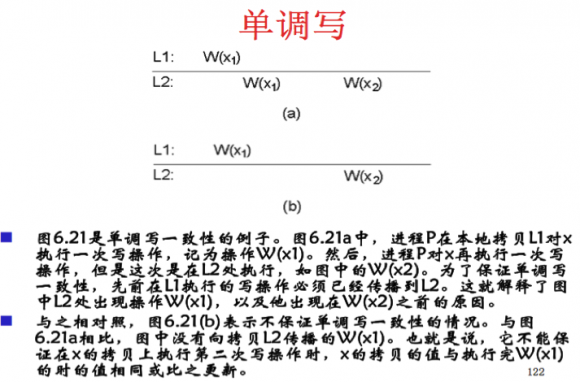 单调写
L1: W(x1)
L2: W(x1) W(x2)
(a)
L1: W(x1)
L2: W(x2)
(b)
图6.21是单调写一致性的例子。图6.21a中，进程P在本地拷贝L1对x
执行一次写操作，记为操作W(x1)。然后，进程P对x再执行一次写
操作，但是这次是在L2处执行，如图中的W(x2)。为了保证单调写
一致性，先前在L1执行的写操作必须已经传播到L2。这就解释了图
中L2处出现操作W(x1)，以及他出现在W(x2)之前的原因。
与之相对照，图6.21(b)表示不保证单调写一致性的情况。与图
6.21a相比，图中没有向拷贝L2传播的W(x1)。也就是说，它不能保
证在x的拷贝上执行第二次写操作时，x的拷贝的值与执行完W(x1)
的时的值相同或比之更新。
122